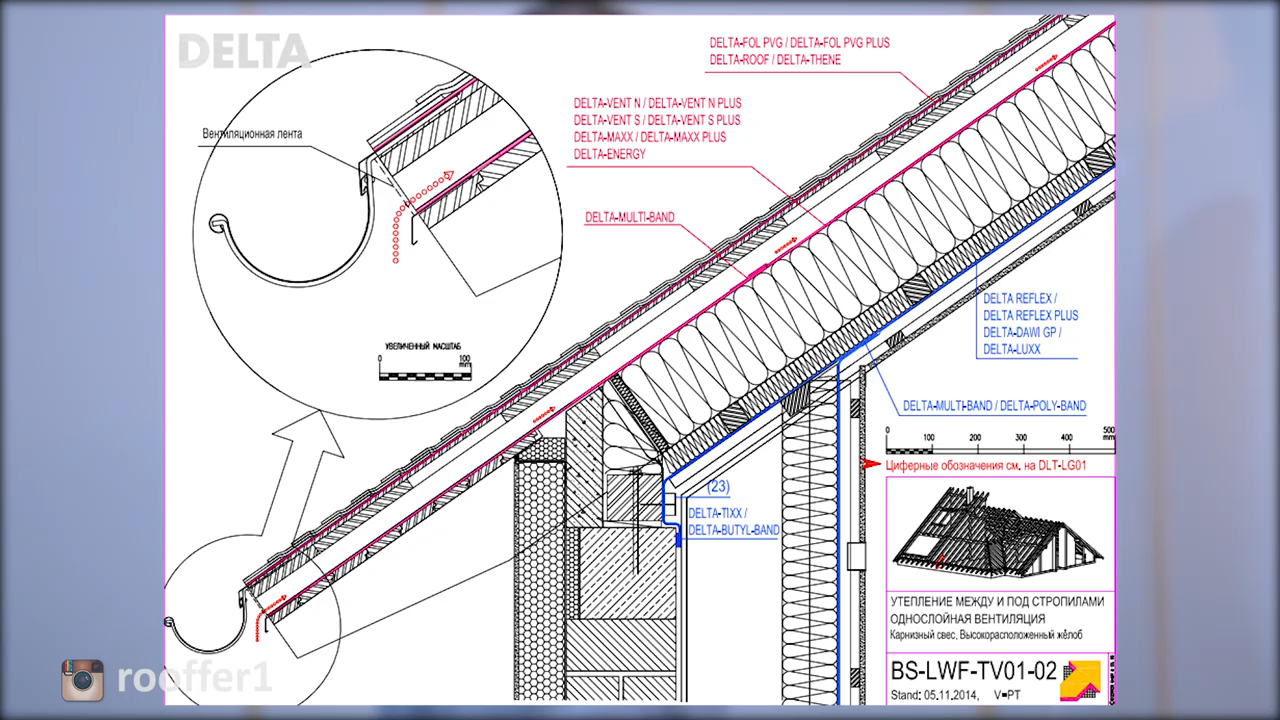 DELTA
DELTA-FOL PVG / DELTA-FOL PVG PLUS
DELTA-ROOF / DELTA-THENE
DELTA-VENT N / DELTA-VENT N PLUS
DELTA-VENT S / DELTA-VENT S PLUS
DELTA-MAXX / DELTA-MAXX PLUS
DELTA-ENERGY
Вентиляционная лента
DELTA-MULTI-BAND
DELTA REFLEX /
DELTA REFLEX PLUS
DELTA-DAWI GP /
DELTA-LUXX
УВЕЛИЧЕННЫЙ МАСШТАБ
0 100
mm
DELTA-MULTI-BAND / DELTA-POLY-BAND
0 100 200 300 400 500
mm
Циферные обозначения см. на DLT-LG01
(23)
DELTA-TIXX /
DELTA-BUTYL-BAND
УТЕПЛЕНИЕ МЕЖДУ И ПОД СТРОПИЛАМИ
ОДНОСЛОЙНАЯ ВЕНТИЛЯЦИЯ
Карнизный свес, Высокорасположенный жёлоб
BS-LWF-TV01-02
Stand: 05.11.2014, V=PT
rooffer1